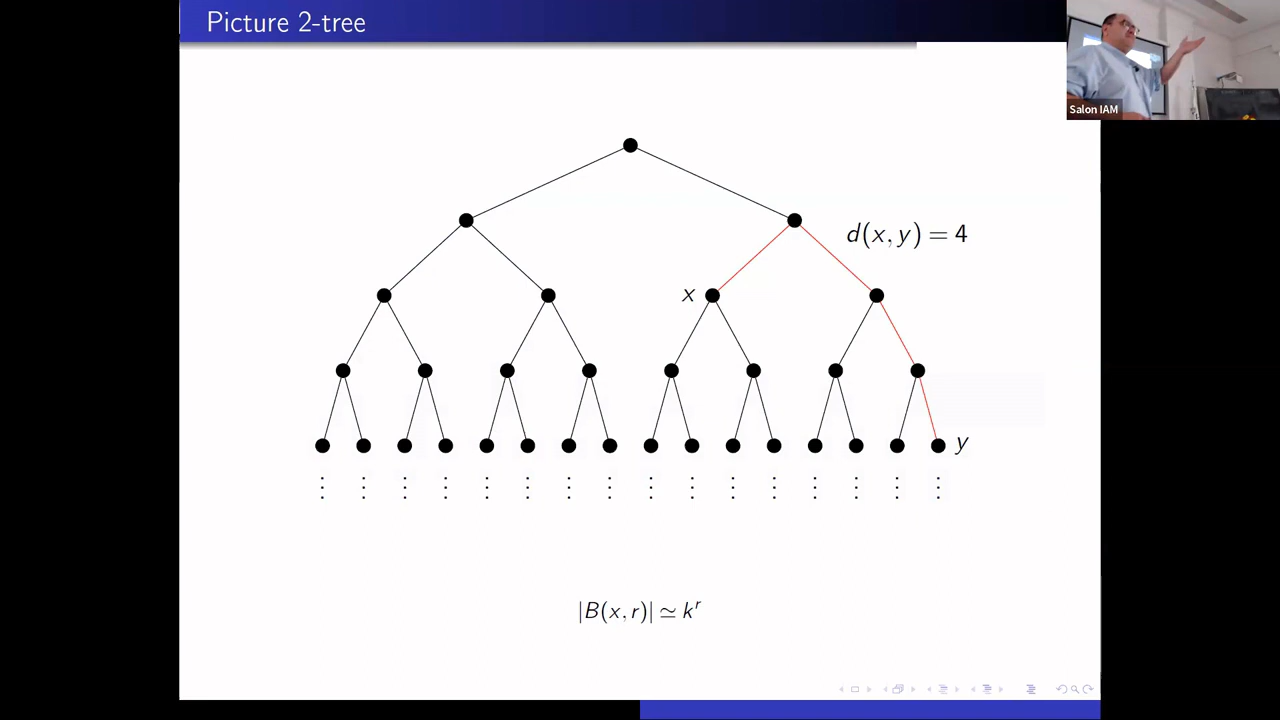 Picture 2-tree
Salon IAM
d(x, y) = 4
x
y
|B(x, r)| ≃ k^r